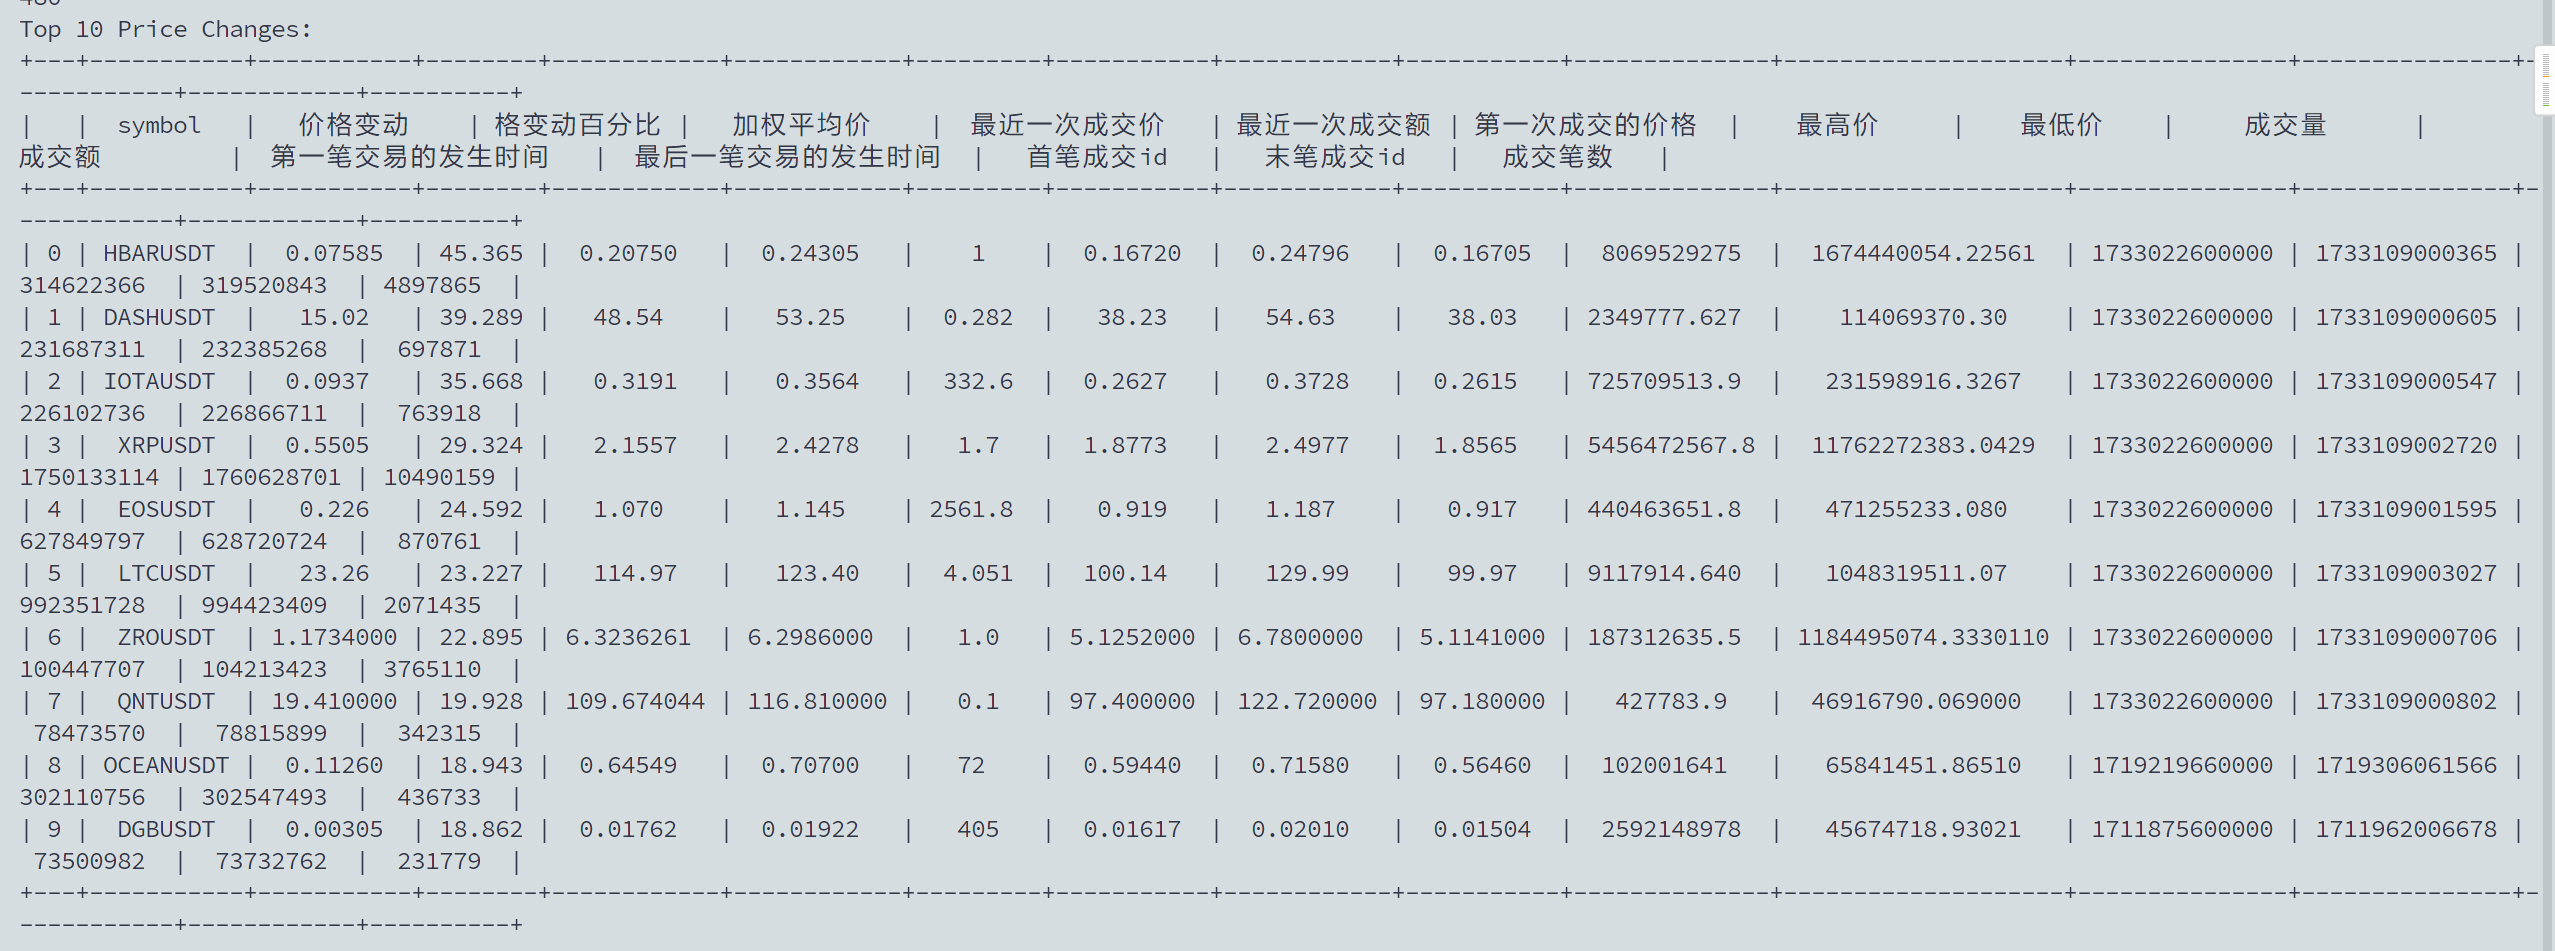 Top 10 Price Changes:
+---+-----------+-----------+--------+------------+------------+---------+-----------+------------+-----------+--------------+--------------------+---------------+---------------+-
-----------+------------+----------+
|   |  symbol   |   价格变动    | 格变动百分比 |   加权平均价    |  最近一次成交价   | 最近一次成交额 | 第一次成交的价格  |    最高价     |    最低价    |     成交量      |
成交额         |  第一笔交易的发生时间   |  最后一笔交易的发生时间  |   首笔成交id   |   末笔成交id   |   成交笔数   |
+---+-----------+-----------+--------+------------+------------+---------+-----------+------------+-----------+--------------+--------------------+---------------+---------------+-
-----------+------------+----------+
| 0 | HBARUSDT  |  0.07585  | 45.365 |  0.20750   |  0.24305   |    1    |  0.16720  |  0.24796   |  0.16705  |  8069529275  |  1674440054.22561  | 1733022600000 | 1733109000365 |
314622366  | 319520843  | 4897865  |
| 1 | DASHUSDT  |   15.02   | 39.289 |   48.54    |   53.25    |  0.282  |   38.23   |   54.63    |   38.03   | 2349777.627  |    114069370.30    | 1733022600000 | 1733109000605 |
231687311  | 232385268  |  697871  |
| 2 | IOTAUSDT  |  0.0937   | 35.668 |   0.3191   |   0.3564   |  332.6  |  0.2627   |   0.3728   |  0.2615   | 725709513.9  |   231598916.3267   | 1733022600000 | 1733109000547 |
226102736  | 226866711  |  763918  |
| 3 |  XRPUSDT  |  0.5505   | 29.324 |   2.1557   |   2.4278   |   1.7   |  1.8773   |   2.4977   |  1.8565   | 5456472567.8 |  11762272383.0429  | 1733022600000 | 1733109002720 |
1750133114 | 1760628701 | 10490159 |
| 4 |  EOSUSDT  |   0.226   | 24.592 |   1.070    |   1.145    | 2561.8  |   0.919   |   1.187    |   0.917   | 440463651.8  |   471255233.080    | 1733022600000 | 1733109001595 |
627849797  | 628720724  |  870761  |
| 5 |  LTCUSDT  |   23.26   | 23.227 |   114.97   |   123.40   |  4.051  |  100.14   |   129.99   |   99.97   | 9117914.640  |   1048319511.07    | 1733022600000 | 1733109003027 |
992351728  | 994423409  | 2071435  |
| 6 |  ZROUSDT  | 1.1734000 | 22.895 | 6.3236261  | 6.2986000  |   1.0   | 5.1252000 | 6.7800000  | 5.1141000 | 187312635.5  | 1184495074.3330110 | 1733022600000 | 1733109000706 |
100447707  | 104213423  | 3765110  |
| 7 |  QNTUSDT  | 19.410000 | 19.928 | 109.674044 | 116.810000 |   0.1   | 97.400000 | 122.720000 | 97.180000 |   427783.9   |  46916790.069000   | 1733022600000 | 1733109000802 |
 78473570  |  78815899  |  342315  |
| 8 | OCEANUSDT |  0.11260  | 18.943 |  0.64549   |  0.70700   |   72    |  0.59440  |  0.71580   |  0.56460  |  102001641   |   65841451.86510   | 1719219660000 | 1719306061566 |
302110756  | 302547493  |  436733  |
| 9 |  DGBUSDT  |  0.00305  | 18.862 |  0.01762   |  0.01922   |   405   |  0.01617  |  0.02010   |  0.01504  |  2592148978  |   45674718.93021   | 1711875600000 | 1711962006678 |
 73500982  |  73732762  |  231779  |
+---+-----------+-----------+--------+------------+------------+---------+-----------+------------+-----------+--------------+--------------------+---------------+---------------+-
-----------+------------+----------+